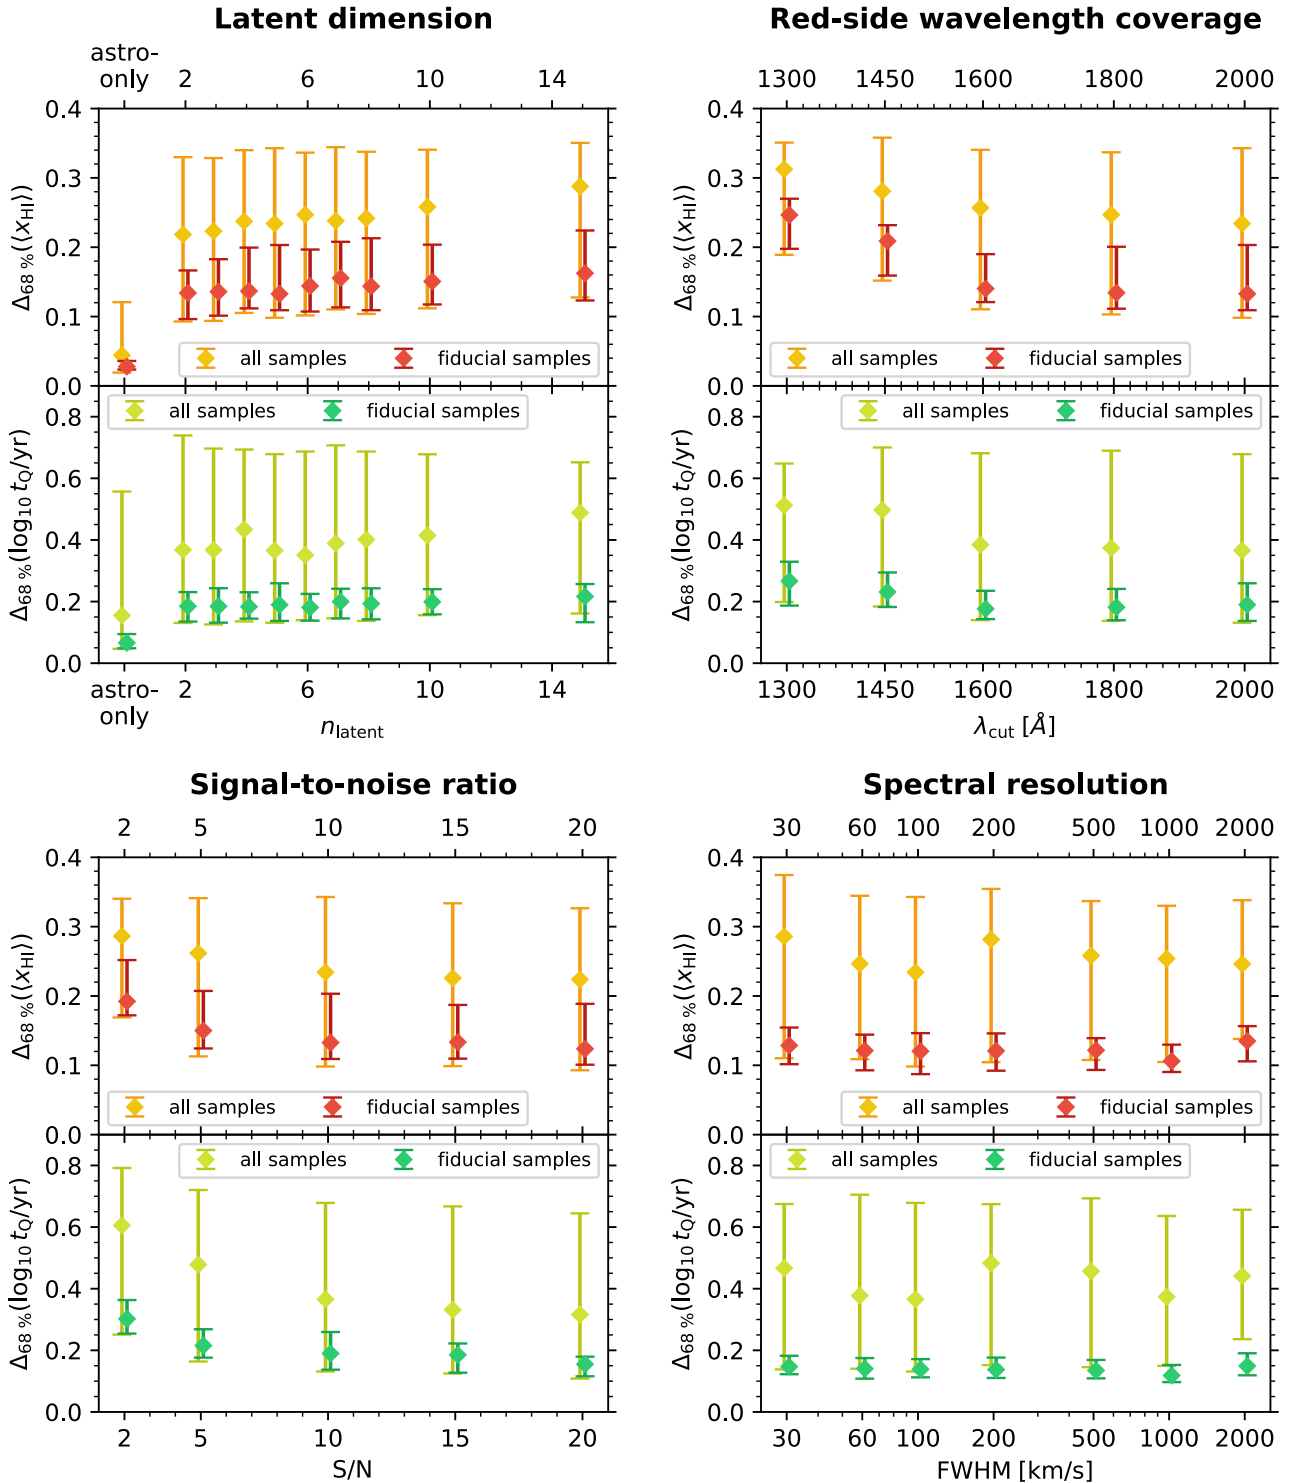 Latent dimension
astro-
only 2 6 10 14
0.4
0.3
0.2
0.1
0.0
Δ68 %(⟨xHI⟩)
all samples fiducial samples
0.8
0.6
0.4
0.2
0.0
Δ68 %(log10 tQ/yr)
all samples fiducial samples
astro-
only 2 6 10 14
nlatent
Red-side wavelength coverage
1300 1450 1600 1800 2000
0.4
0.3
0.2
0.1
0.0
Δ68 %(⟨xHI⟩)
all samples fiducial samples
0.8
0.6
0.4
0.2
0.0
Δ68 %(log10 tQ/yr)
all samples fiducial samples
1300 1450 1600 1800 2000
λcut [Å]
Signal-to-noise ratio
2 5 10 15 20
0.4
0.3
0.2
0.1
0.0
Δ68 %(⟨xHI⟩)
all samples fiducial samples
0.8
0.6
0.4
0.2
0.0
Δ68 %(log10 tQ/yr)
all samples fiducial samples
2 5 10 15 20
S/N
Spectral resolution
30 60 100 200 500 1000 2000
0.4
0.3
0.2
0.1
0.0
Δ68 %(⟨xHI⟩)
all samples fiducial samples
0.8
0.6
0.4
0.2
0.0
Δ68 %(log10 tQ/yr)
all samples fiducial samples
30 60 100 200 500 1000 2000
FWHM [km/s]